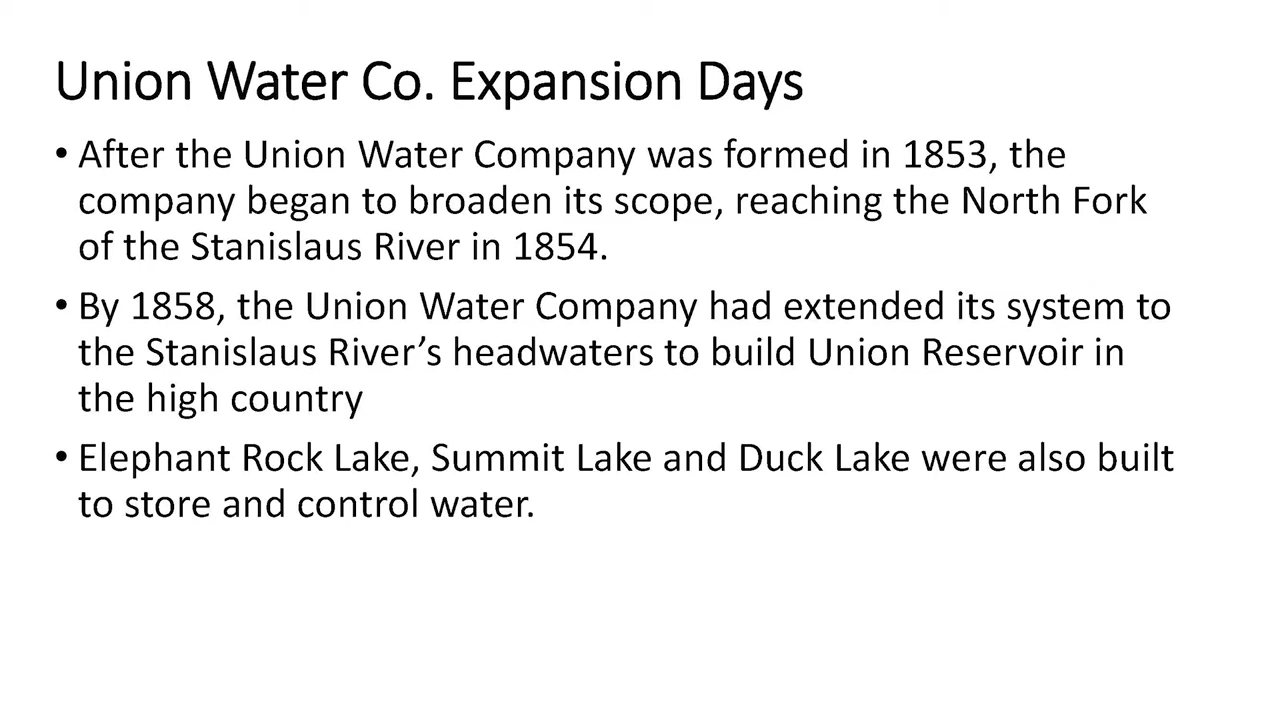 Union Water Co. Expansion Days
• After the Union Water Company was formed in 1853, the
company began to broaden its scope, reaching the North Fork
of the Stanislaus River in 1854.
• By 1858, the Union Water Company had extended its system to
the Stanislaus River’s headwaters to build Union Reservoir in
the high country
• Elephant Rock Lake, Summit Lake and Duck Lake were also built
to store and control water.